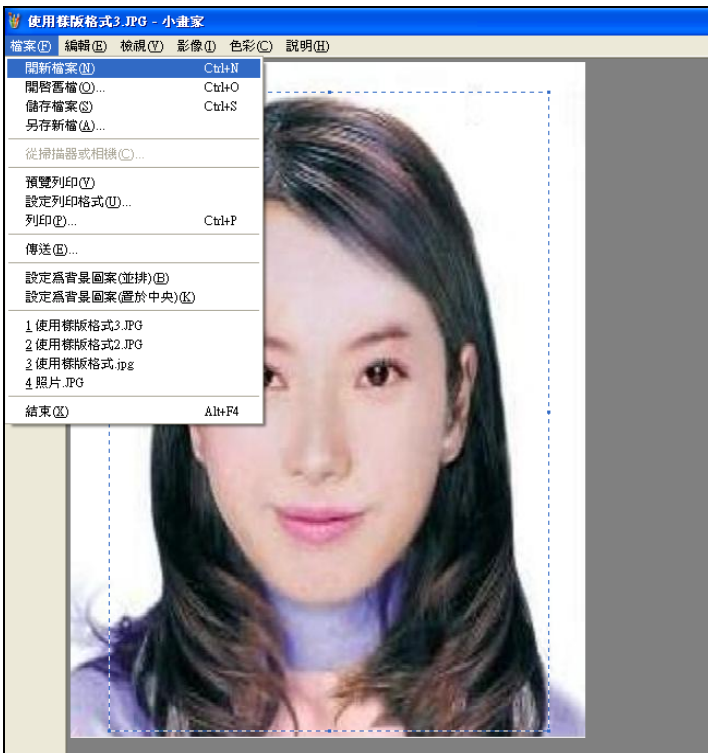 使用樣版格式3.JPG - 小畫家
檔案(F) 編輯(E) 檢視(V) 影像(I) 色彩(C) 說明(H)
開新檔案(N) Ctrl+N
開啟舊檔(O)... Ctrl+O
儲存檔案(S) Ctrl+S
另存新檔(A)...
從掃描器或相機(C)...
預覽列印(V)
設定列印格式(U)...
列印(P)... Ctrl+P
傳送(E)...
設定為背景圖案(並排)(B)
設定為背景圖案(置於中央)(K)
1 使用樣版格式3.JPG
2 使用樣版格式2.JPG
3 使用樣版格式.jpg
4 照片.JPG
結束(X) Alt+F4